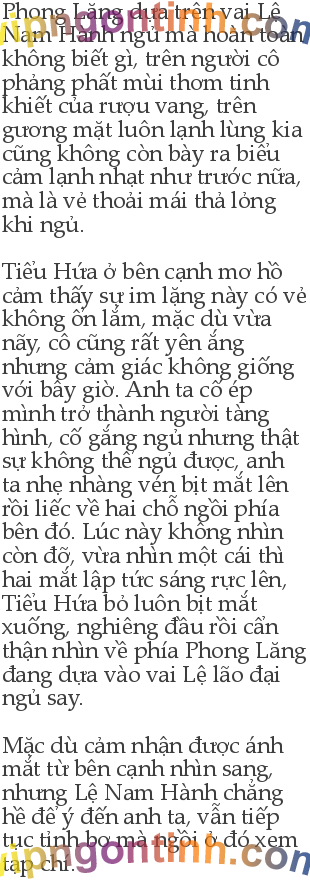 Phong Lăng dựa trên vai Lệ
Nam Hành ngủ mà hoàn toàn
không biết gì, trên người cô
phảng phất mùi thơm tinh
khiết của rượu vang, trên
gương mặt luôn lạnh lùng kia
cũng không còn bày ra biểu
cảm lạnh nhạt như trước nữa,
mà là vẻ thoải mái thả lỏng
khi ngủ.

Tiểu Hứa ở bên cạnh mơ hồ
cảm thấy sự im lặng này có vẻ
không ổn lắm, mặc dù vừa
nãy, cô cũng rất yên ắng
nhưng cảm giác không giống
với bây giờ. Anh ta cố ép
mình trở thành người tàng
hình, cố gắng ngủ nhưng thật
sự không thể ngủ được, anh
ta nhẹ nhàng vén bịt mắt lên
rồi liếc về hai chỗ ngồi phía
bên đó. Lúc này không nhìn
còn đỡ, vừa nhìn một cái thì
hai mắt lập tức sáng rực lên,
Tiểu Hứa bỏ luôn bịt mắt
xuống, nghiêng đầu rồi cẩn
thận nhìn về phía Phong Lăng
đang dựa vào vai Lệ lão đại
ngủ say.

Mặc dù cảm nhận được ánh
mắt từ bên cạnh nhìn sang,
nhưng Lệ Nam Hành chẳng
hề để ý đến anh ta, vẫn tiếp
tục tỉnh bơ mà ngồi ở đó xem
tạp chí.
vipngontinh.com